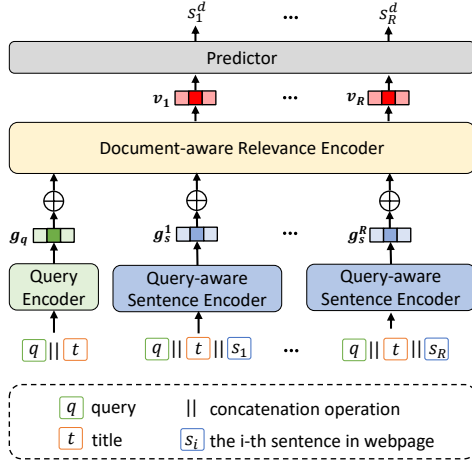 s_1^d ... s_R^d
Predictor
v_1 ... v_R
Document-aware Relevance Encoder
g_q g_s^1 ... g_s^R
Query Encoder
Query-aware Sentence Encoder
Query-aware Sentence Encoder
q || t
q || t || s_1
...
q || t || s_R
q query
|| concatenation operation
t title
s_i the i-th sentence in webpage